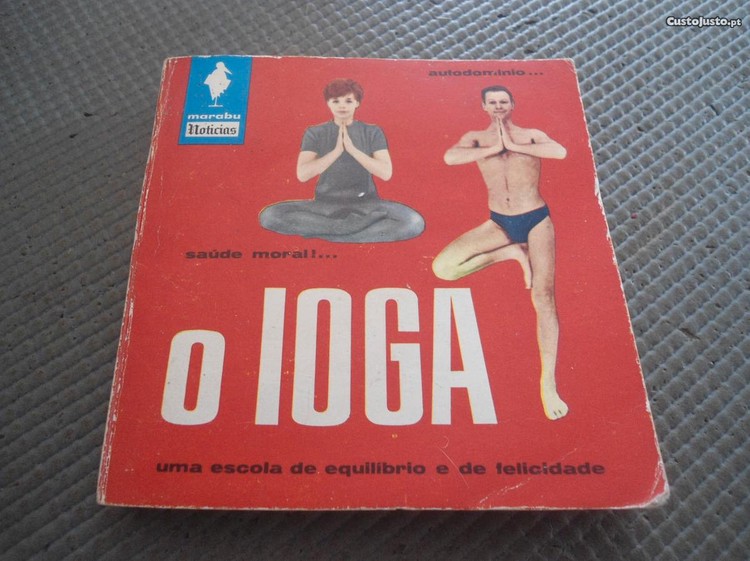 CustoJusto.pt
autodomínio...
marabu
Notícias
saúde moral!...
O IOGA
uma escola de equilíbrio e de felicidade